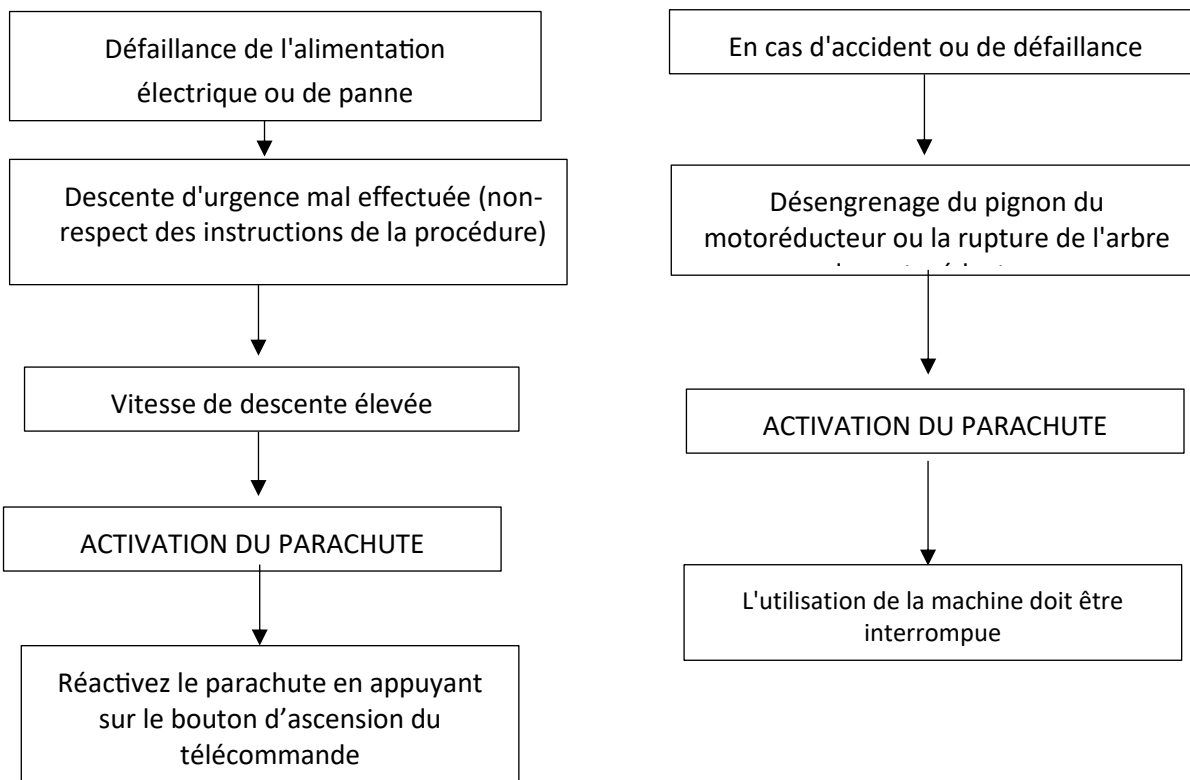 Défaillance de l'alimentation
électrique ou de panne
Descente d'urgence mal effectuée (non-
respect des instructions de la procédure)
Vitesse de descente élevée
ACTIVATION DU PARACHUTE
Réactivez le parachute en appuyant
sur le bouton d’ascension du
télécommande
En cas d'accident ou de défaillance
Désengrenage du pignon du
motoréducteur ou la rupture de l'arbre
ACTIVATION DU PARACHUTE
L'utilisation de la machine doit être
interrompue